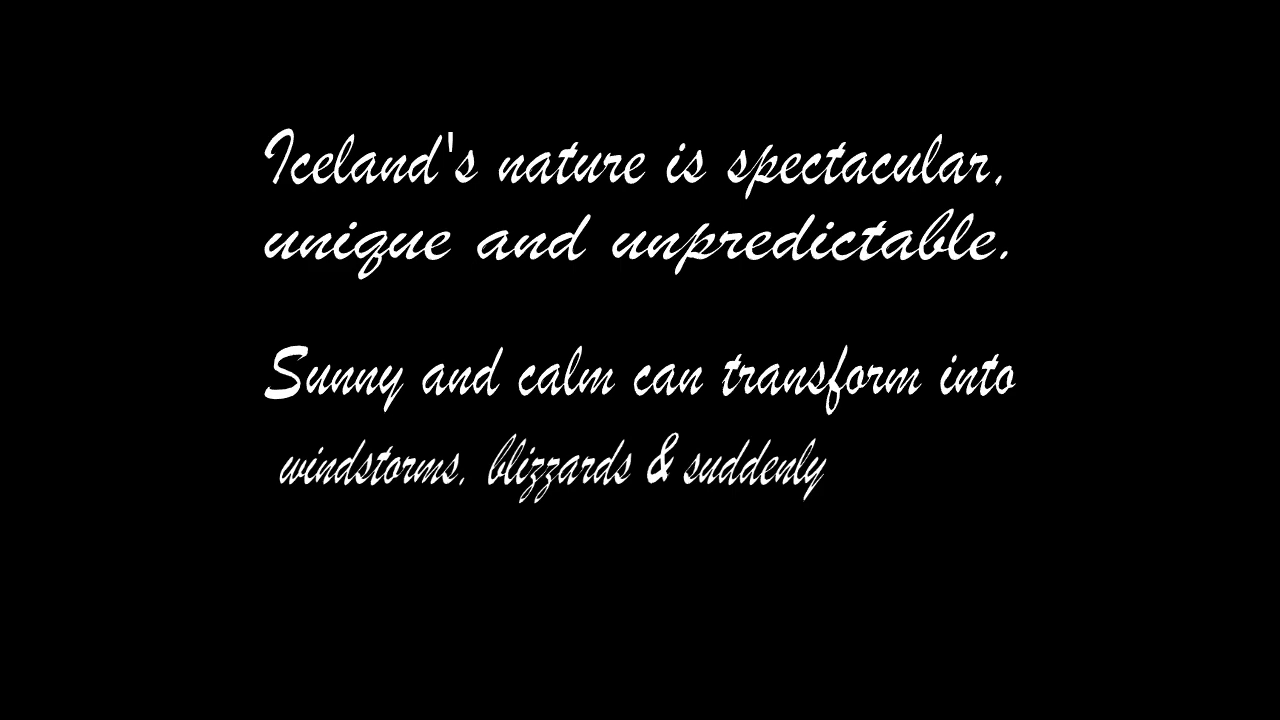 Iceland's nature is spectacular,
unique and unpredictable.
Sunny and calm can transform into
windstorms, blizzards & suddenly